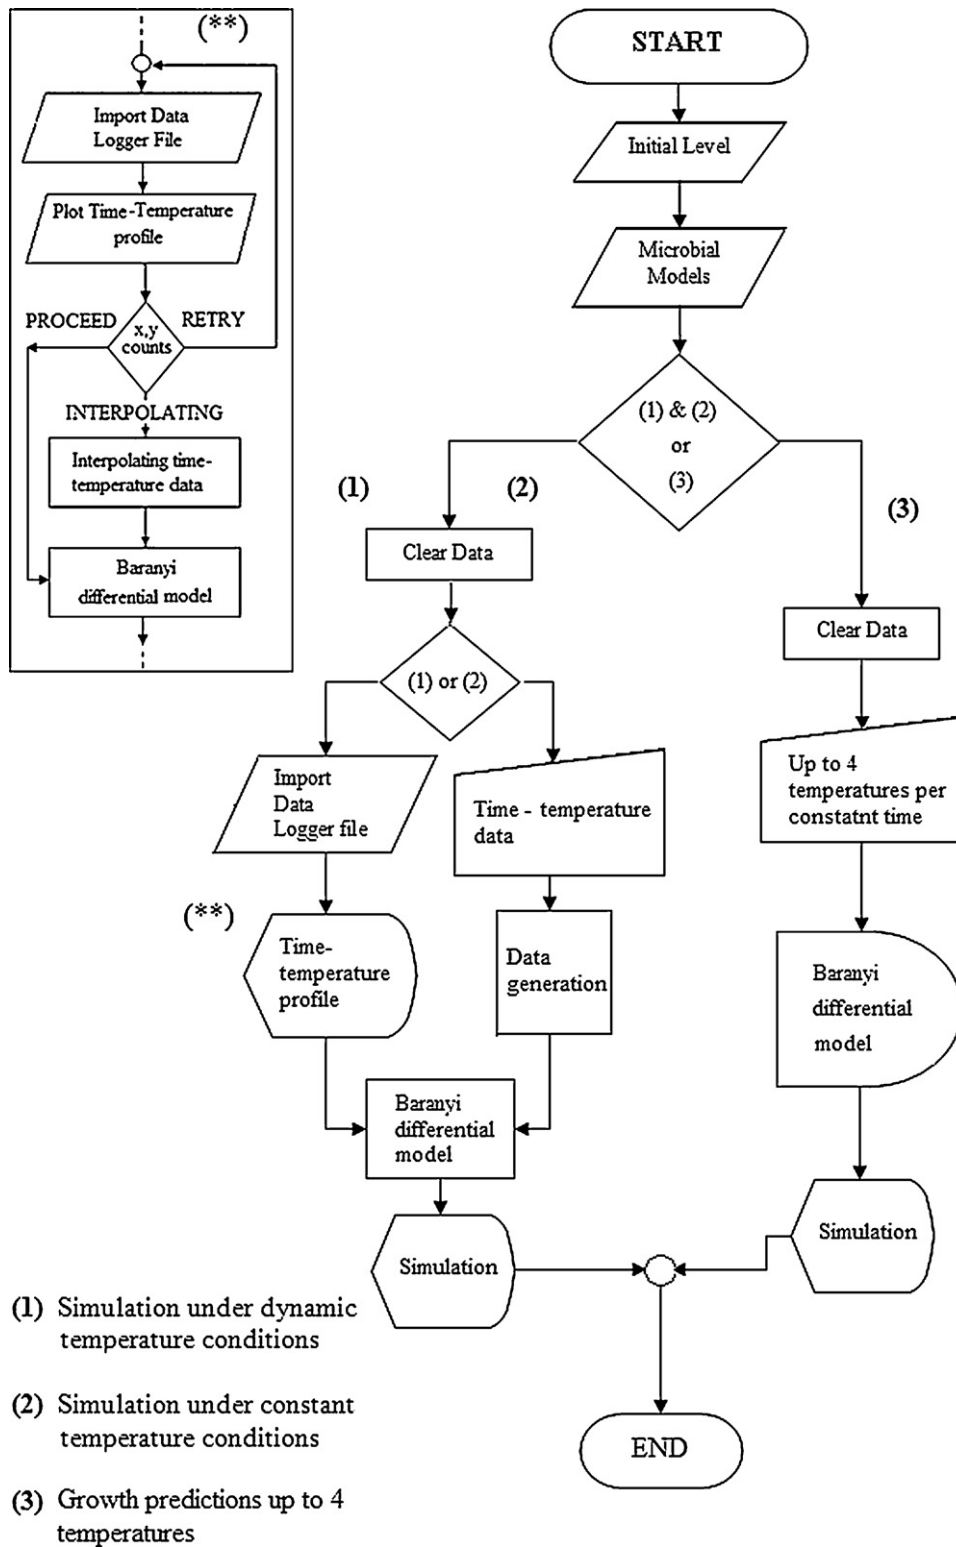 (**)
Import Data
Logger File
Plot Time-Temperature
profile
PROCEED
x,y
counts
RETRY
INTERPOLATING
Interpolating time-
temperature data
Baranyi
differential model
START
Initial Level
Microbial
Models
(1) & (2)
or
(3)
(1)
(2)
(3)
Clear Data
(1) or (2)
Import
Data
Logger file
Time - temperature
data
(**)
Time-
temperature
profile
Data
generation
Baranyi
differential
model
Simulation
Clear Data
Up to 4
temperatures per
constatnt time
Baranyi
differential
model
Simulation
END
(1) Simulation under dynamic
temperature conditions
(2) Simulation under constant
temperature conditions
(3) Growth predictions up to 4
temperatures